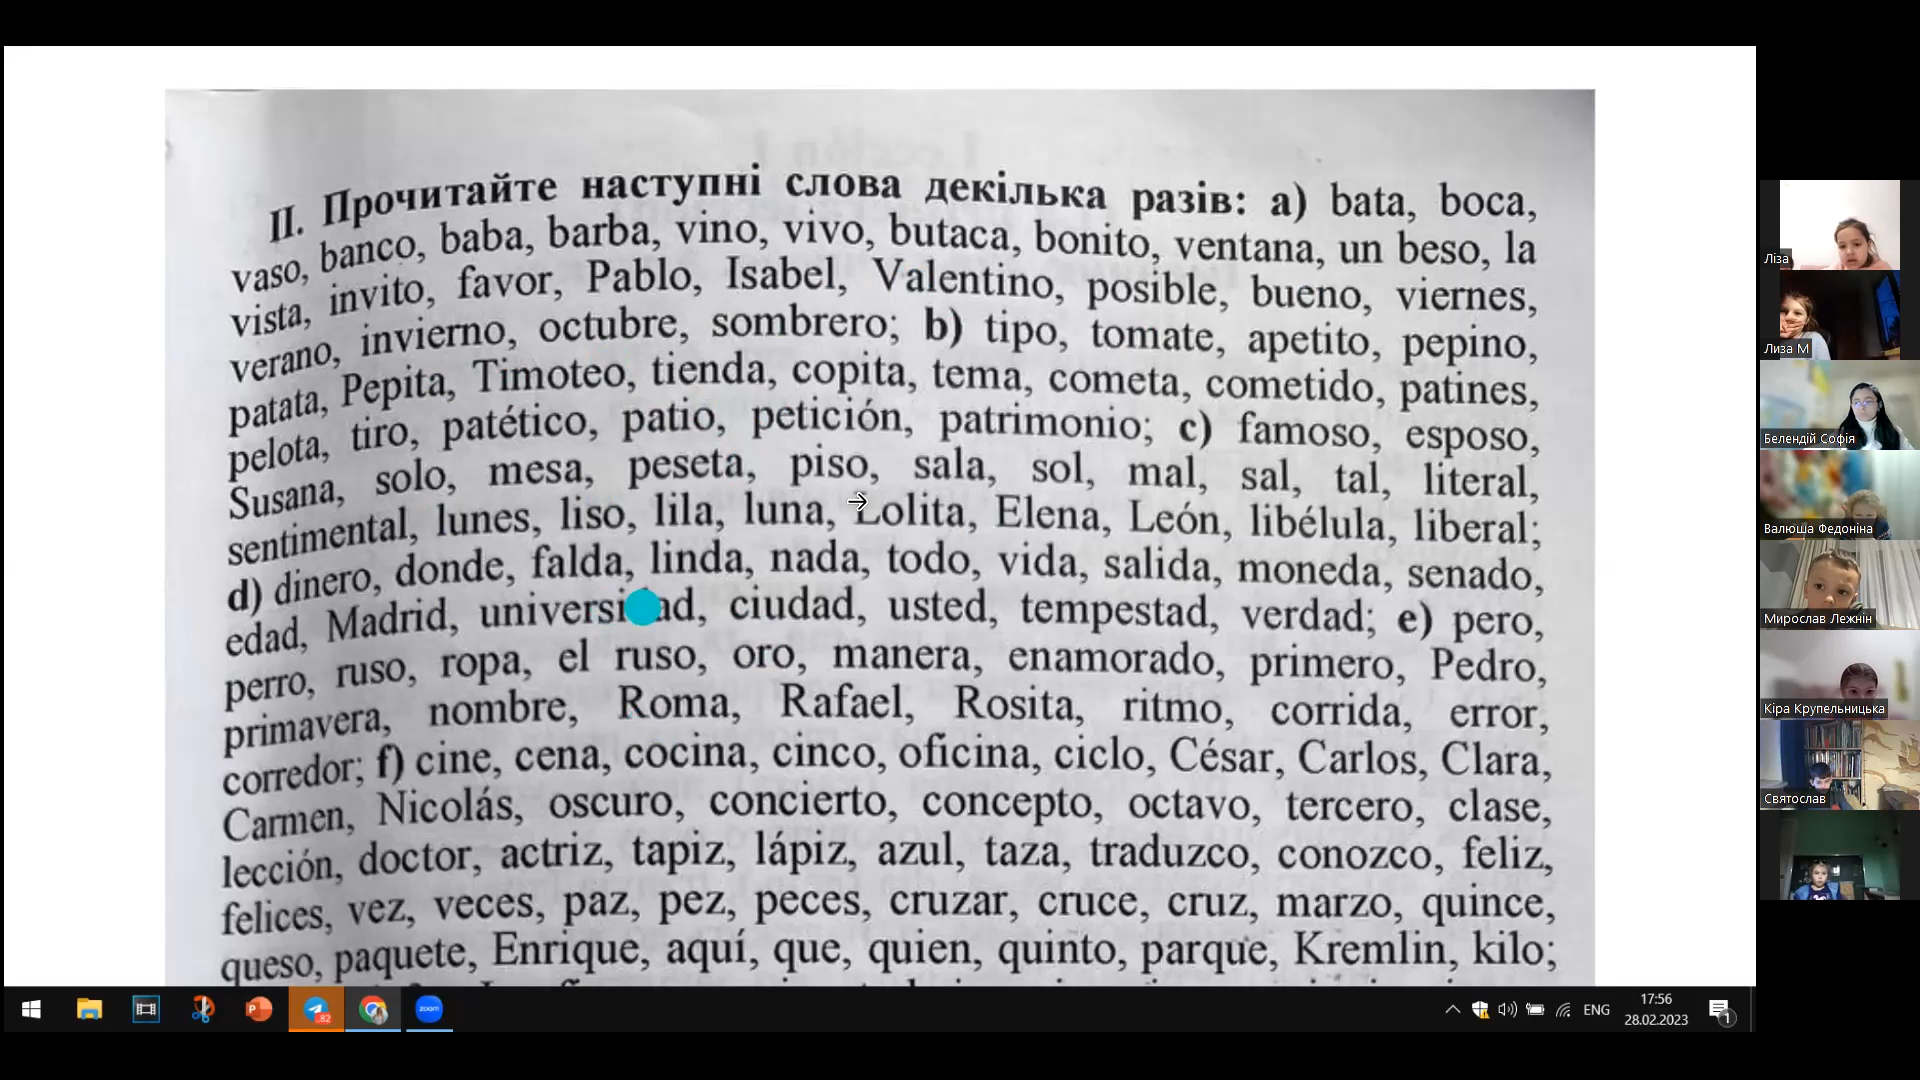 II. Прочитайте наступні слова декілька разів: a) bata, boca,
vaso, banco, baba, barba, vino, vivo, butaca, bonito, ventana, un beso, la
vista, invito, favor, Pablo, Isabel, Valentino, posible, bueno, viernes,
verano, invierno, octubre, sombrero; b) tipo, tomate, apetito, pepino,
patata, Pepita, Timoteo, tienda, copita, tema, cometa, cometido, patines,
pelota, tiro, patético, patio, petición, patrimonio; c) famoso, esposo,
Susana, solo, mesa, peseta, piso, sala, sol, mal, sal, tal, literal,
sentimental, lunes, liso, lila, luna, Lolita, Elena, León, libélula, liberal;
d) dinero, donde, falda, linda, nada, todo, vida, salida, moneda, senado,
edad, Madrid, universidad, ciudad, usted, tempestad, verdad; e) pero,
perro, ruso, ropa, el ruso, oro, manera, enamorado, primero, Pedro,
primavera, nombre, Roma, Rafael, Rosita, ritmo, corrida, error,
corredor; f) cine, cena, cocina, cinco, oficina, ciclo, César, Carlos, Clara,
Carmen, Nicolás, oscuro, concierto, concepto, octavo, tercero, clase,
lección, doctor, actriz, tapiz, lápiz, azul, taza, traduzco, conozco, feliz,
felices, vez, veces, paz, pez, peces, cruzar, cruce, cruz, marzo, quince,
queso, paquete, Enrique, aquí, que, quien, quinto, parque, Kremlin, kilo;
Ліза
Лиза М
Белендій Софія
Валюша Федоніна
Мирослав Лежнін
Кіра Крупельницька
Святослав
82
zoom
ENG
17:56
28.02.2023
1